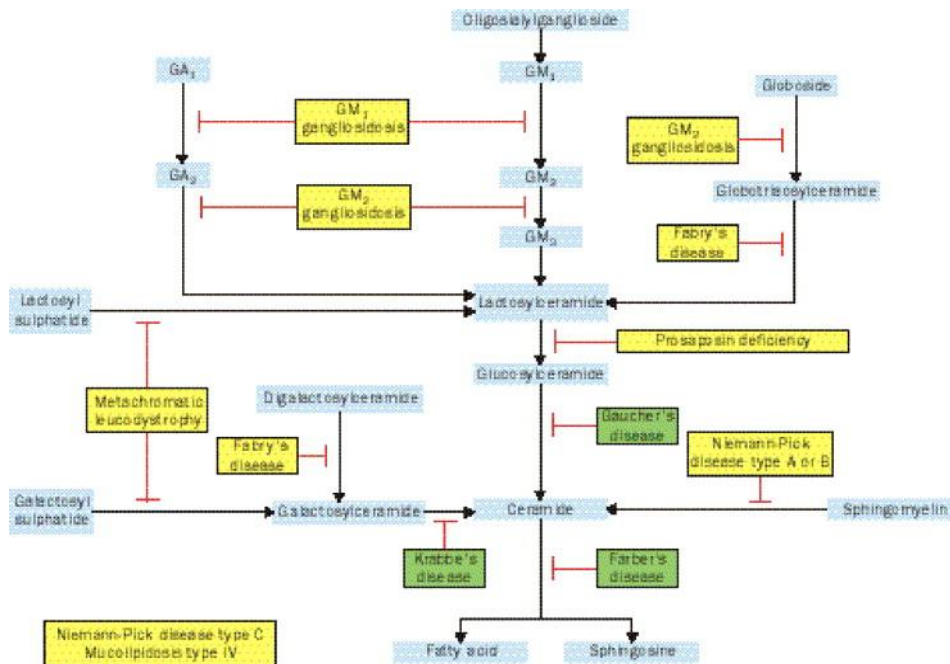 Oligosialylganglioside
GA₁
GM₁
Globoside
GM₁
gangliosidosis
GM₂
gangliosidosis
GA₂
GM₂
Globotriaosylceramide
GM₂
gangliosidosis
GM₃
Fabry's
disease
Lactosyl
sulphatide
Lactosylceramide
Prosaposin deficiency
Glucosylceramide
Metachromatic
leucodystrophy
Digalactosylceramide
Gaucher's
disease
Niemann-Pick
disease type A or B
Fabry's
disease
Galactosyl
sulphatide
Galactosylceramide
Ceramide
Sphingomyelin
Krabbe's
disease
Farber's
disease
Niemann-Pick disease type C
Mucolipidosis type IV
Fatty acid
Sphingosine